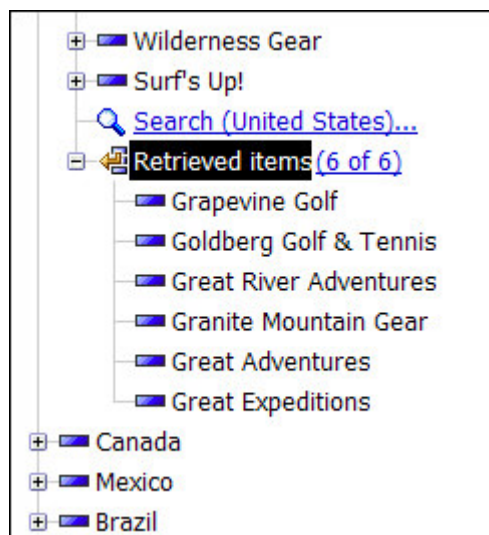 Wilderness Gear
Surf's Up!
Search (United States)...
Retrieved items (6 of 6)
Grapevine Golf
Goldberg Golf & Tennis
Great River Adventures
Granite Mountain Gear
Great Adventures
Great Expeditions
Canada
Mexico
Brazil